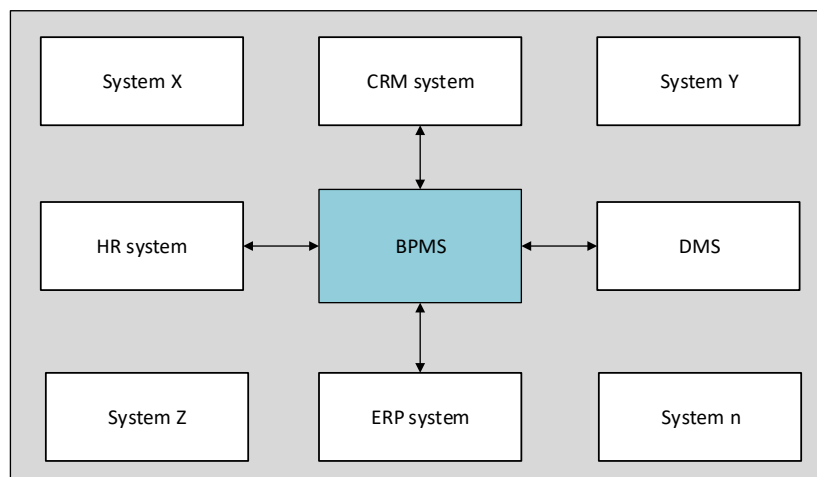 System X
CRM system
System Y
HR system
BPMS
DMS
System Z
ERP system
System n